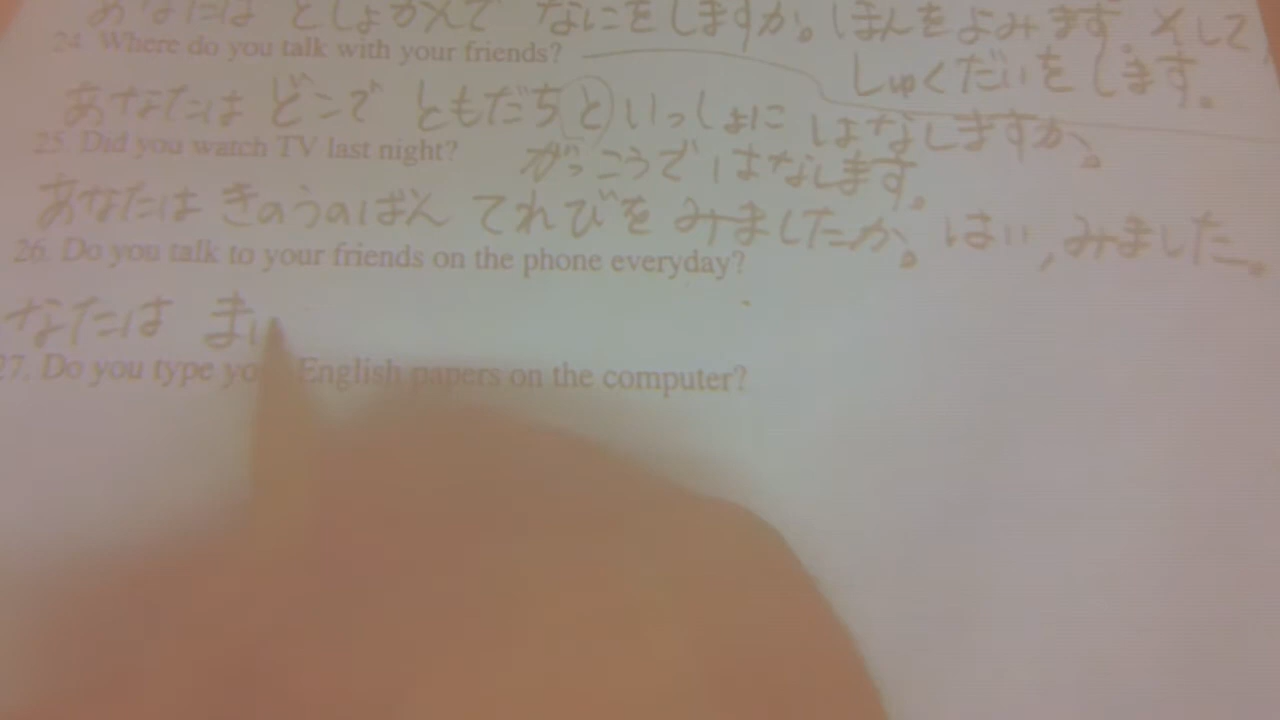 あなたは としょかんで なにをしますか。ほんをよみます。そして
24. Where do you talk with your friends?
しゅくだいをします。
あなたは どこで ともだちと いっしょに はなしますか。
25. Did you watch TV last night?
がっこうで はなします。
あなたは きのうのばん てれびを みましたか。はい,みました。
26. Do you talk to your friends on the phone everyday?
なたは まい
27. Do you type English papers on the computer?